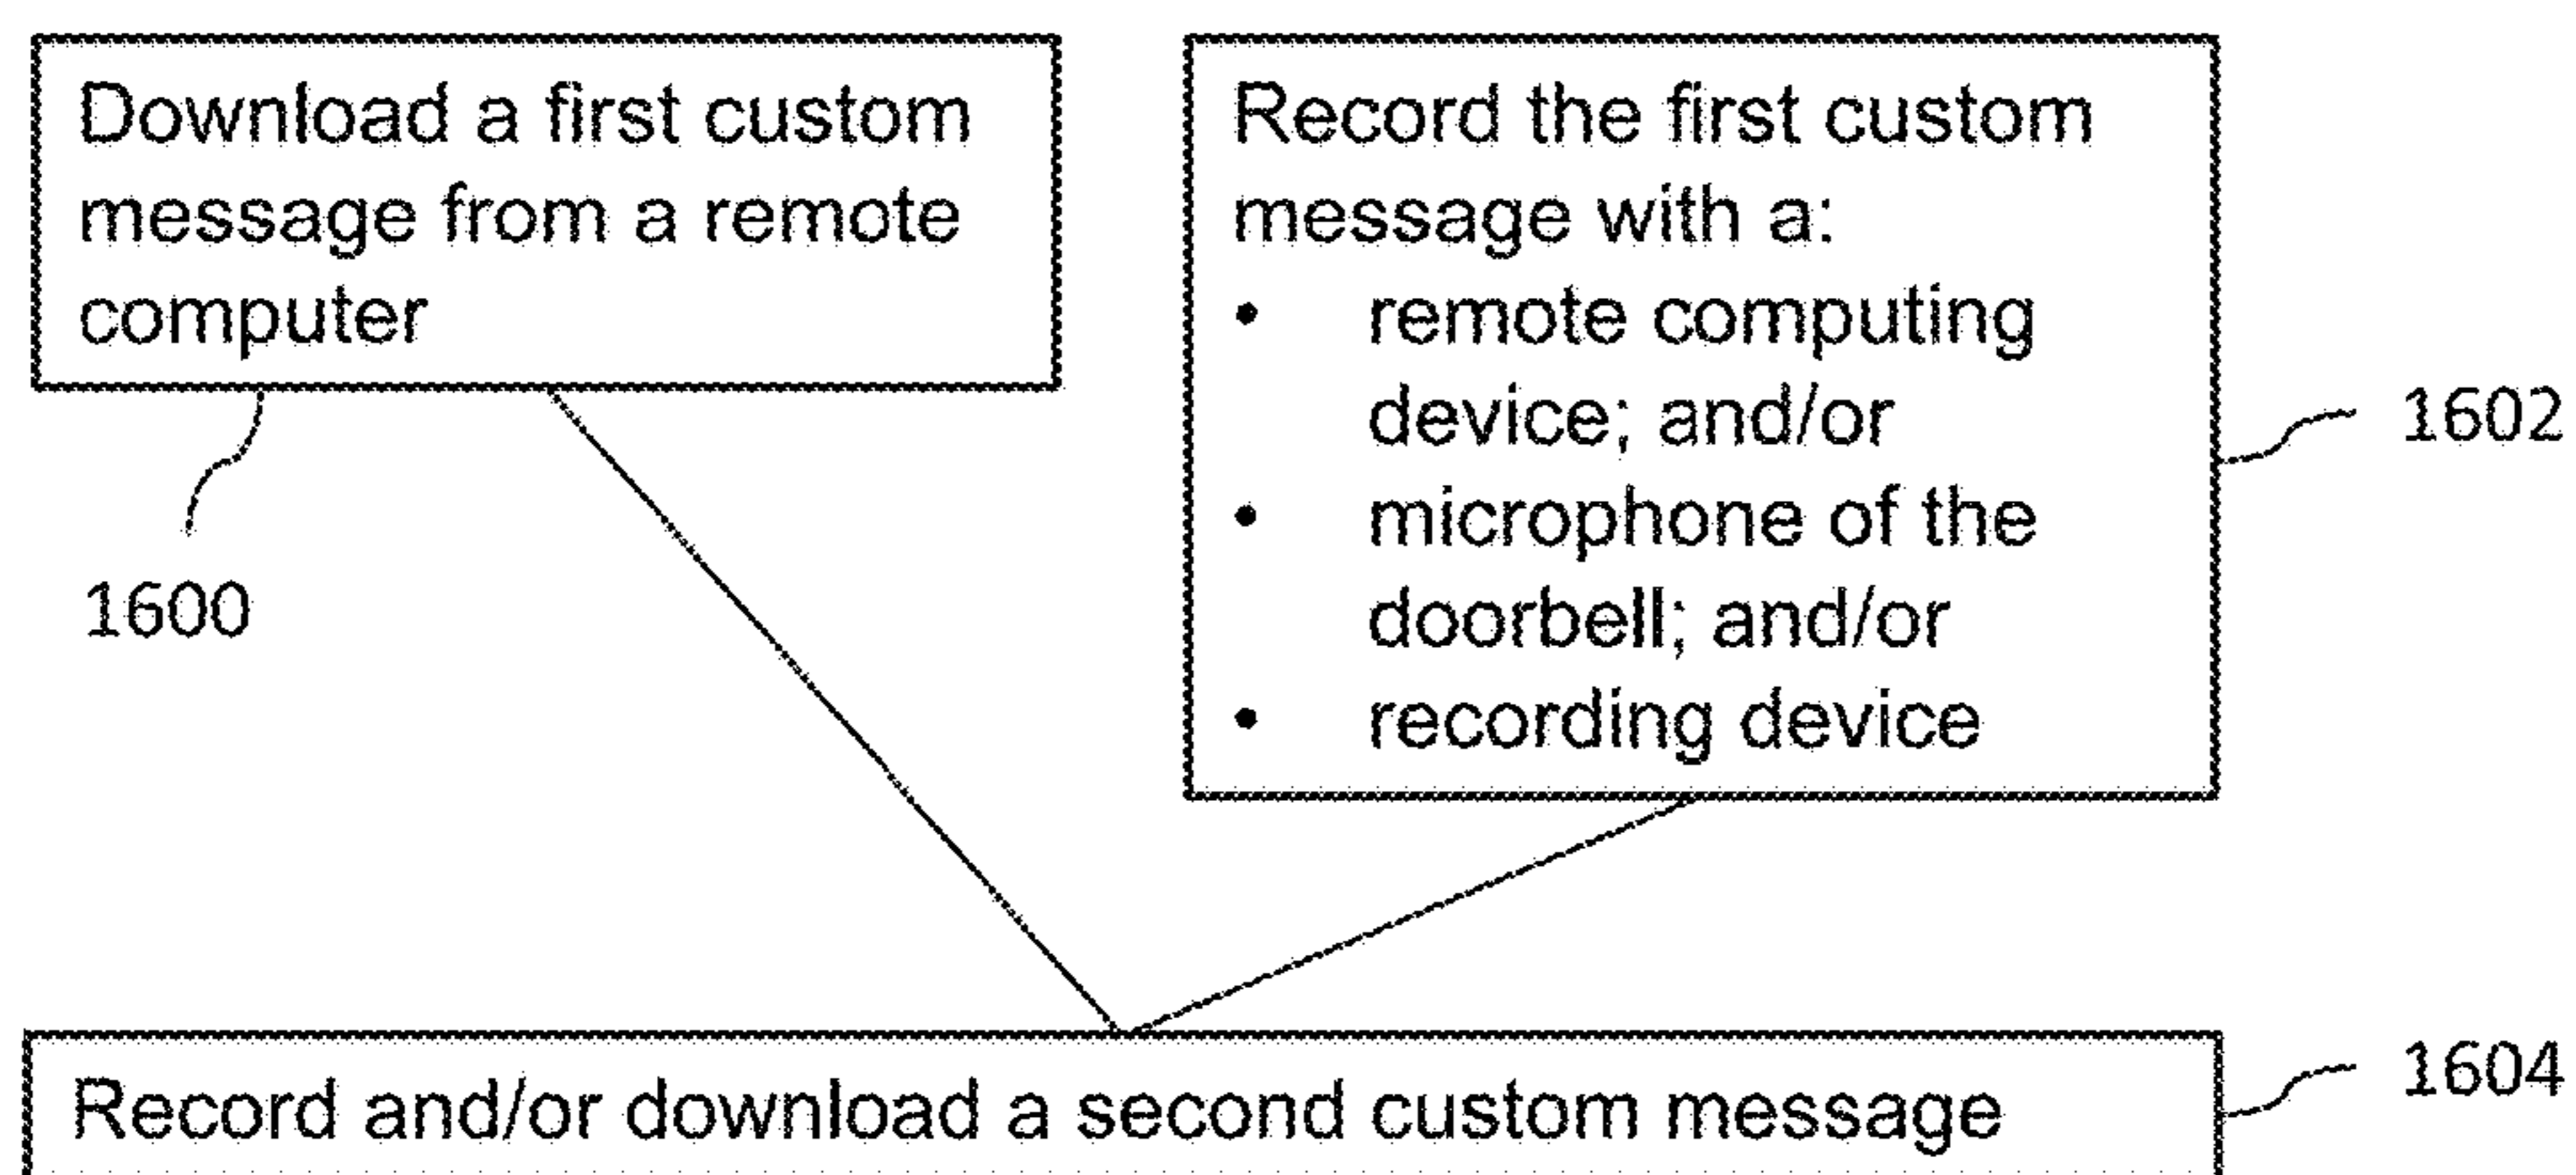 Download a first custom
message from a remote
computer
1600
Record the first custom
message with a:
• remote computing
device; and/or
• microphone of the
doorbell; and/or
• recording device
1602
Record and/or download a second custom message
1604